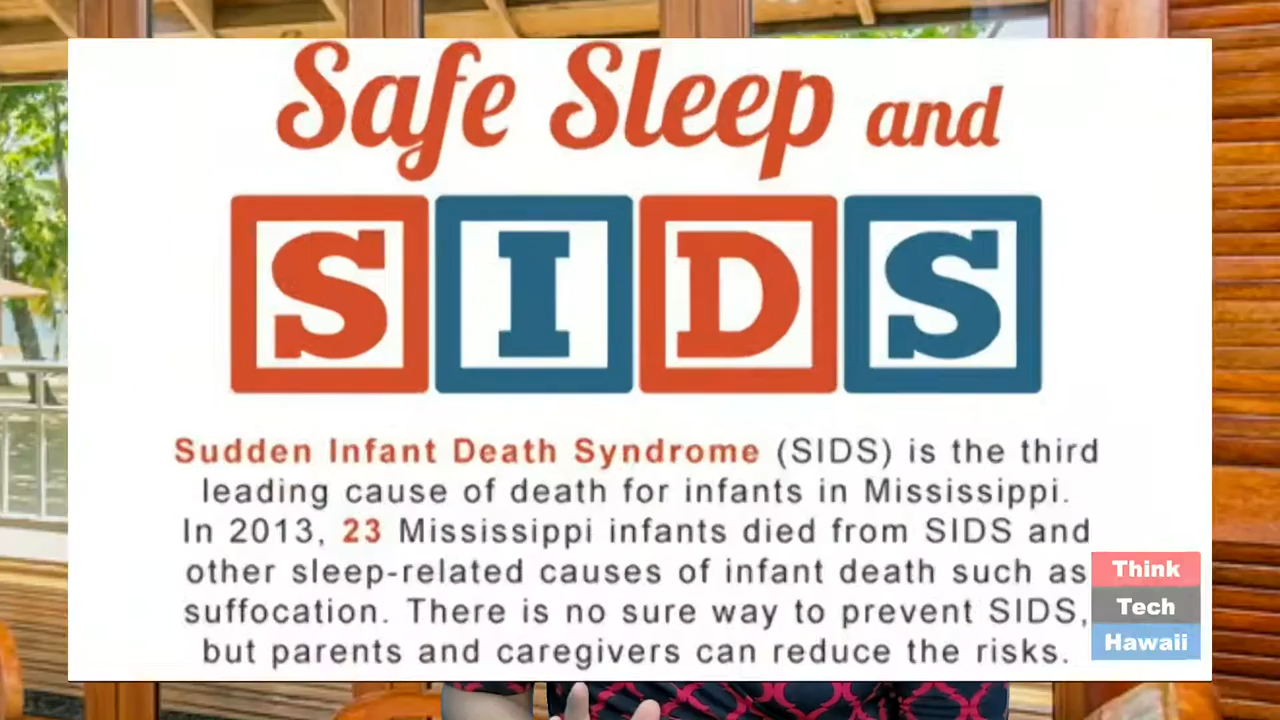 Safe Sleep and
SIDS
Sudden Infant Death Syndrome (SIDS) is the third
leading cause of death for infants in Mississippi.
In 2013, 23 Mississippi infants died from SIDS and
other sleep-related causes of infant death such as
suffocation. There is no sure way to prevent SIDS,
but parents and caregivers can reduce the risks.
Think
Tech
Hawaii